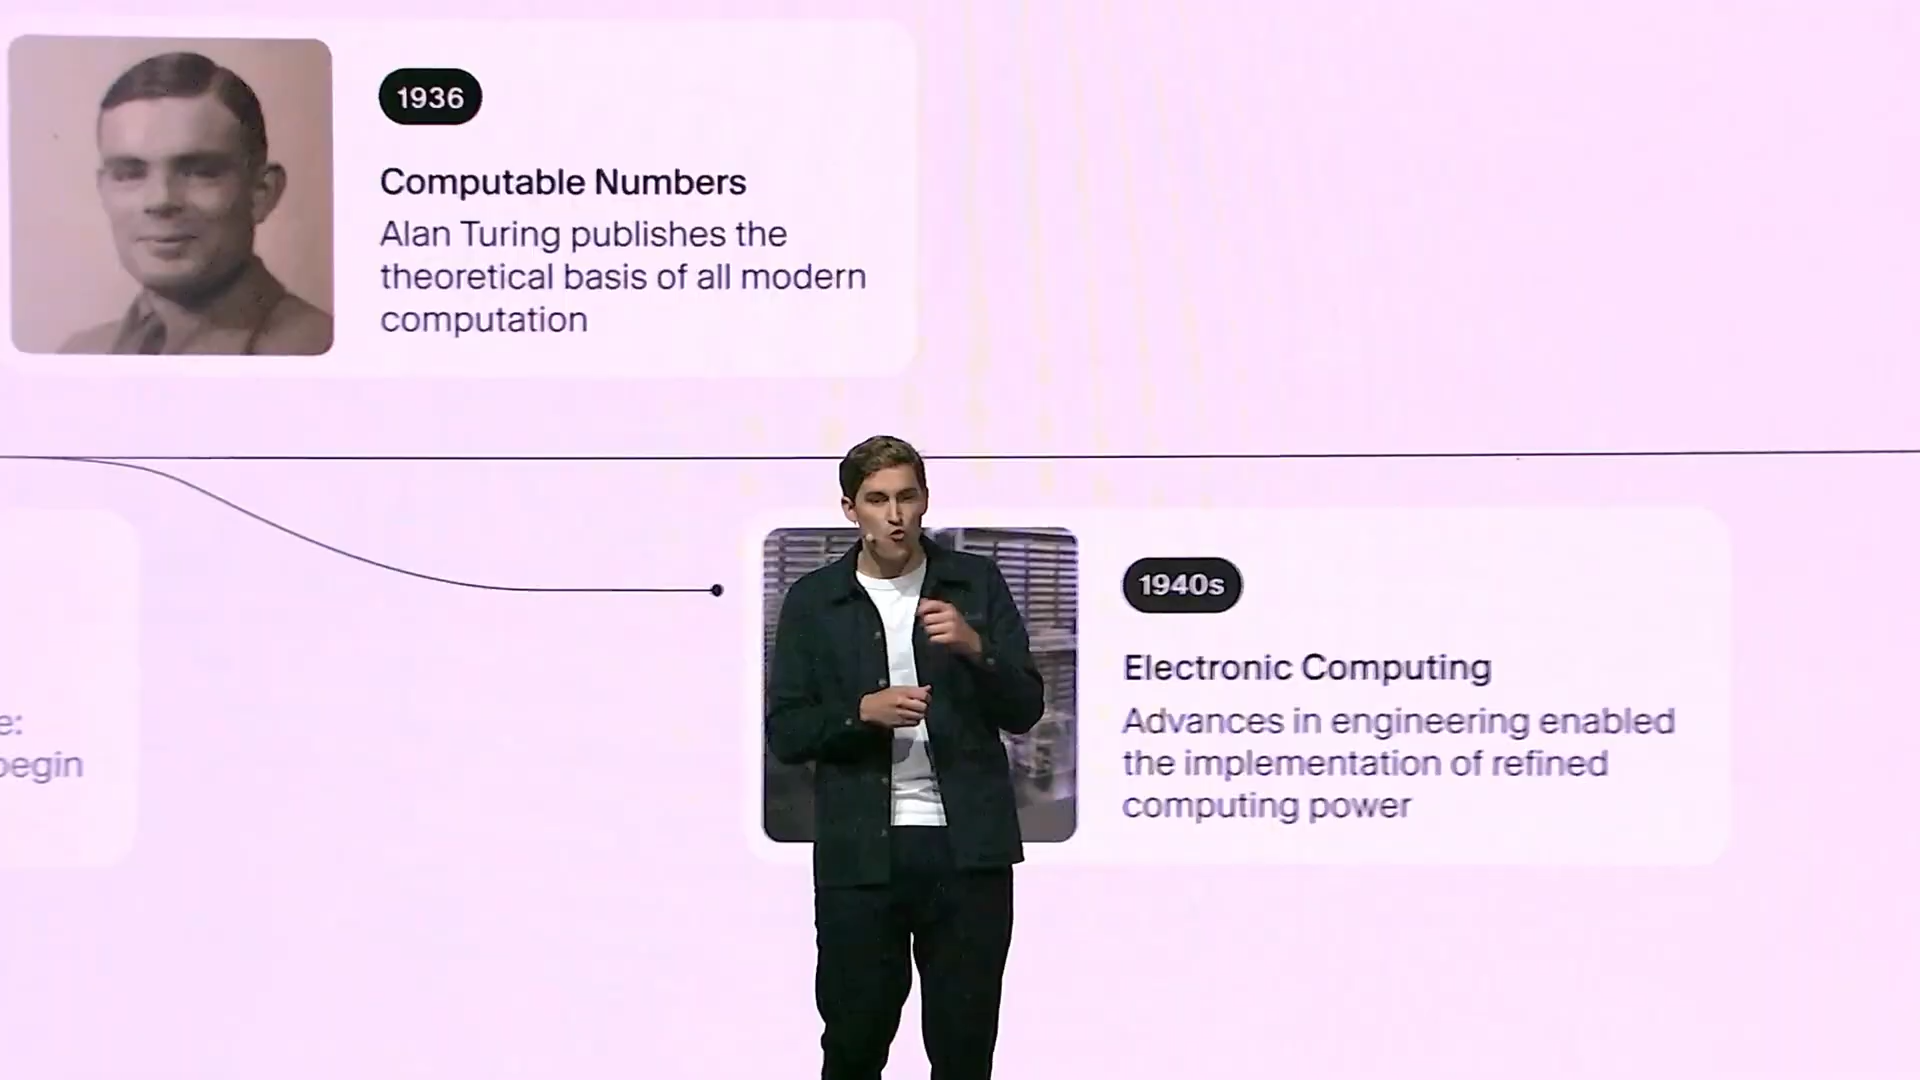 1936
Computable Numbers
Alan Turing publishes the
theoretical basis of all modern
computation
e:
begin
1940s
Electronic Computing
Advances in engineering enabled
the implementation of refined
computing power